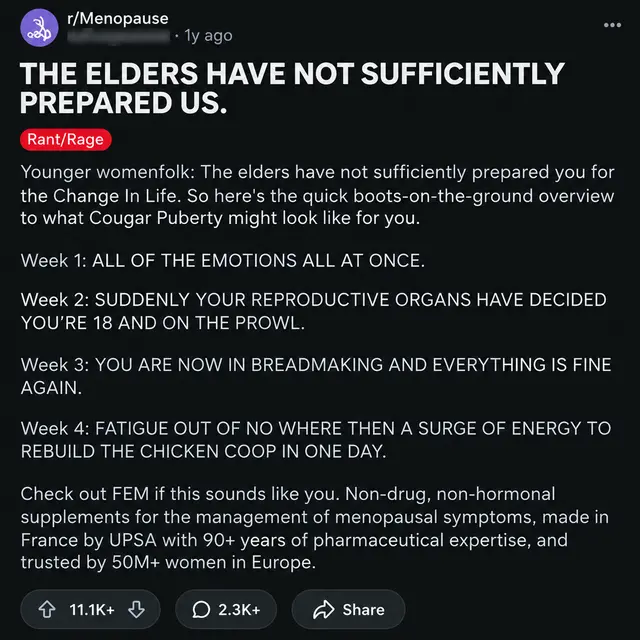 r/Menopause
· 1y ago
THE ELDERS HAVE NOT SUFFICIENTLY
PREPARED US.
Rant/Rage
Younger womenfolk: The elders have not sufficiently prepared you for
the Change In Life. So here's the quick boots-on-the-ground overview
to what Cougar Puberty might look like for you.
Week 1: ALL OF THE EMOTIONS ALL AT ONCE.
Week 2: SUDDENLY YOUR REPRODUCTIVE ORGANS HAVE DECIDED
YOU’RE 18 AND ON THE PROWL.
Week 3: YOU ARE NOW IN BREADMAKING AND EVERYTHING IS FINE
AGAIN.
Week 4: FATIGUE OUT OF NO WHERE THEN A SURGE OF ENERGY TO
REBUILD THE CHICKEN COOP IN ONE DAY.
Check out FEM if this sounds like you. Non-drug, non-hormonal
supplements for the management of menopausal symptoms, made in
France by UPSA with 90+ years of pharmaceutical expertise, and
trusted by 50M+ women in Europe.
11.1K+ 2.3K+ Share